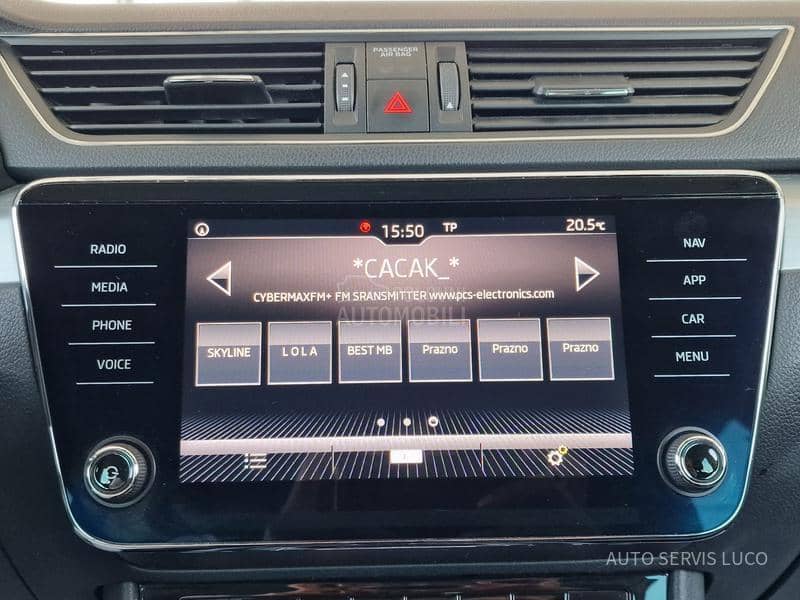 PASSENGER
AIR BAG
15:50 TP 20.5°C
RADIO
MEDIA
PHONE
VOICE
*CACAK_*
CYBERMAXFM+ FM SRANSMITTER www.pcs-electronics.com
AUTOMOBILI
SKYLINE L O L A BEST MB Prazno Prazno Prazno
NAV
APP
CAR
MENU
AUTO SERVIS LUCO